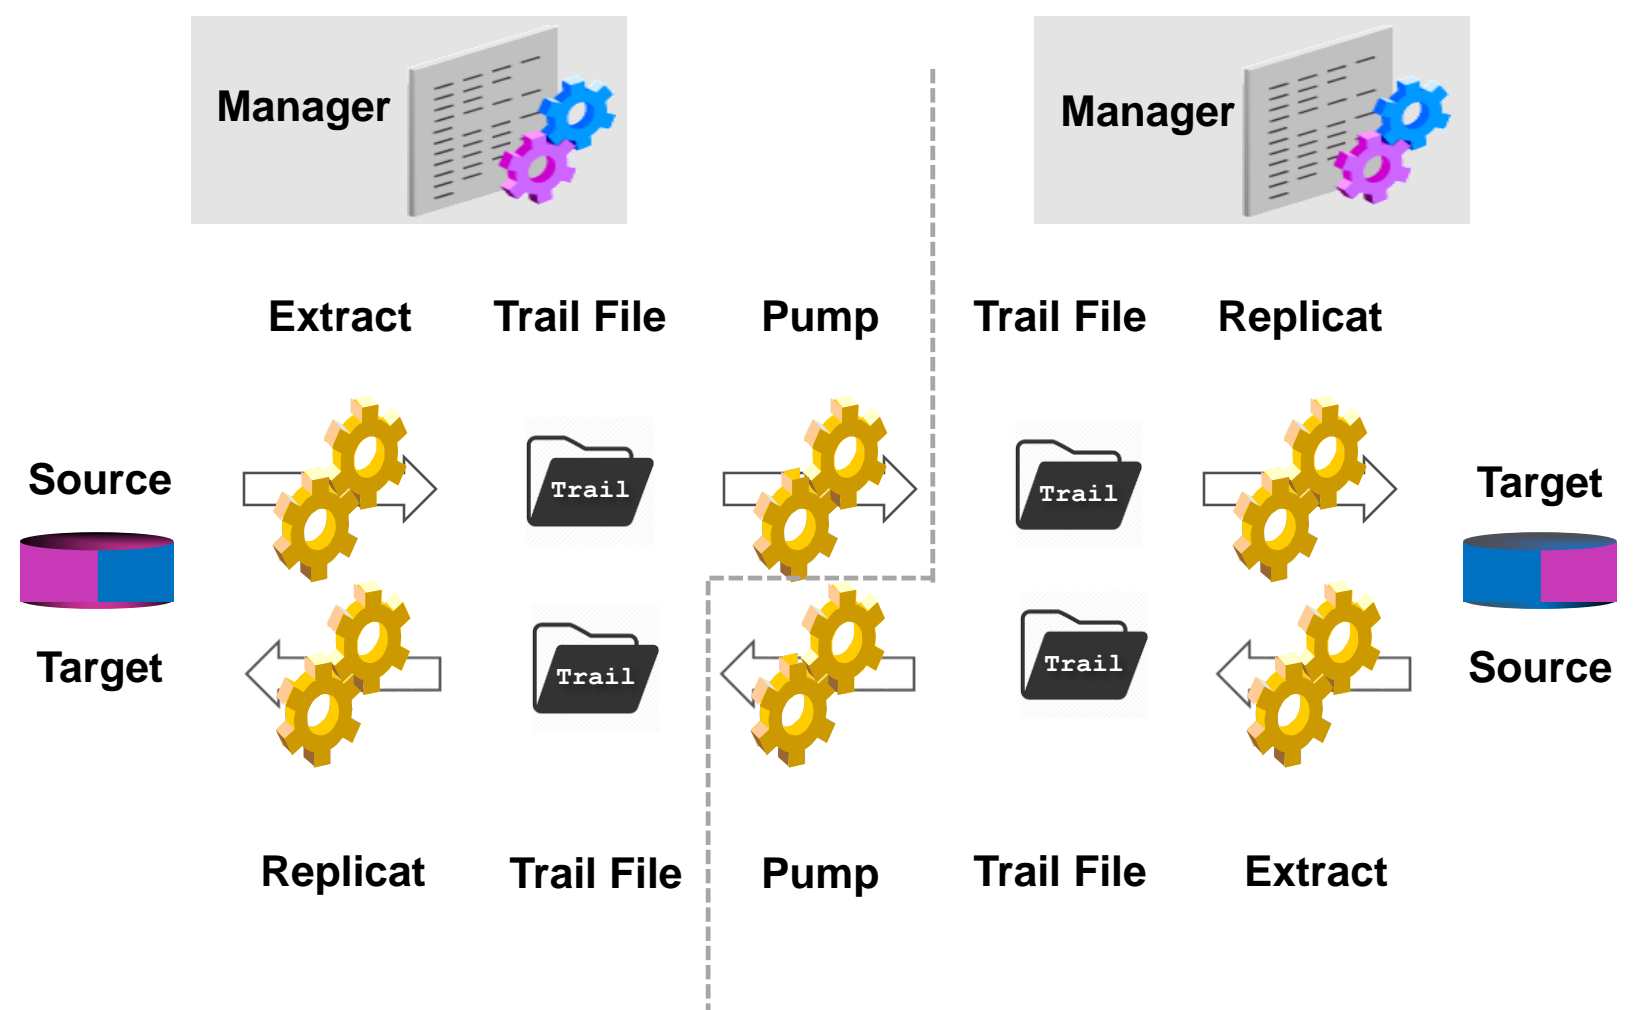 Manager
Manager
Extract Trail File Pump Trail File Replicat
Source Trail Trail Target
Target Trail Trail Source
Replicat Trail File Pump Trail File Extract